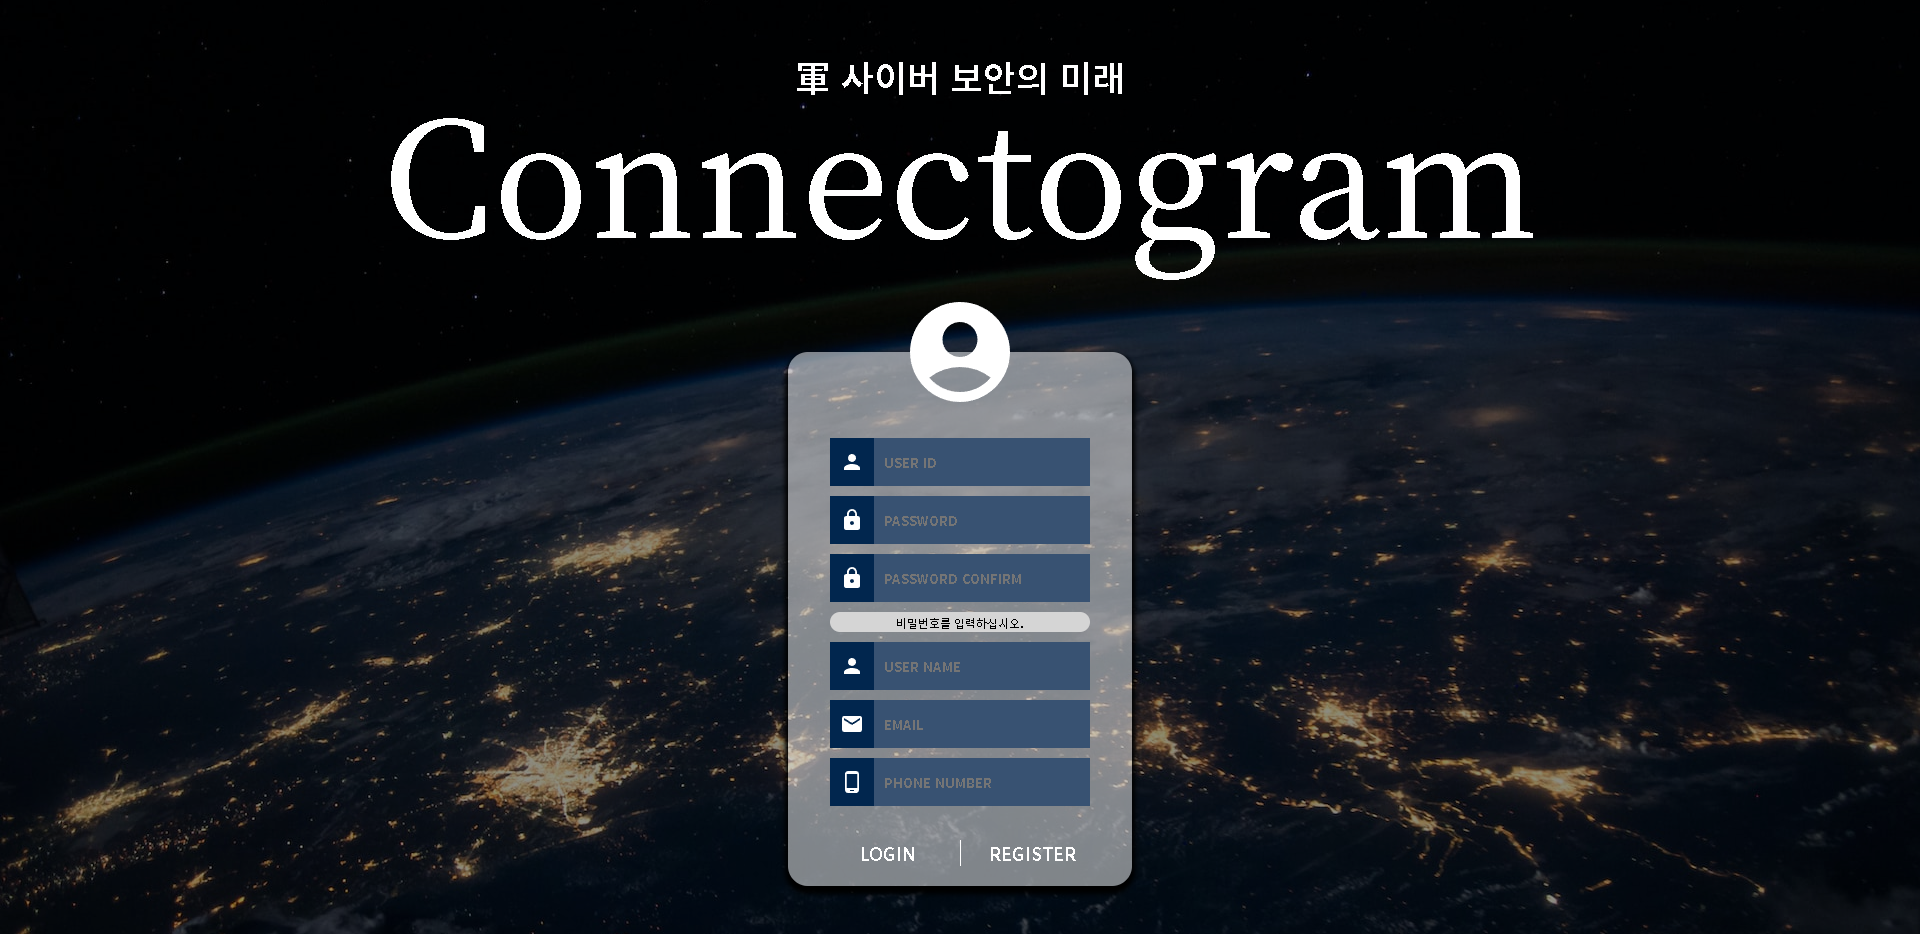 軍 사이버 보안의 미래
Connectogram
USER ID
PASSWORD
PASSWORD CONFIRM
비밀번호를 입력하십시오.
USER NAME
EMAIL
PHONE NUMBER
LOGIN
REGISTER